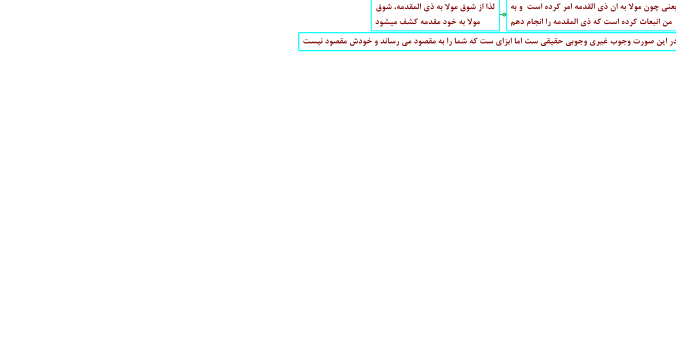 یعنی چون مولا به ان ذی القدمه امر کرده است و به
من انبعاث کرده است که ذی المقدمه را انجام دهم
لذا از شوق مولا به ذی المقدمه، شوق
مولا به خود مقدمه کشف میشود
در این صورت وجوب غیری وجوبی حقیقی ست اما ابزای ست که شما را به مقصود می رساند و خودش مقصود نیست